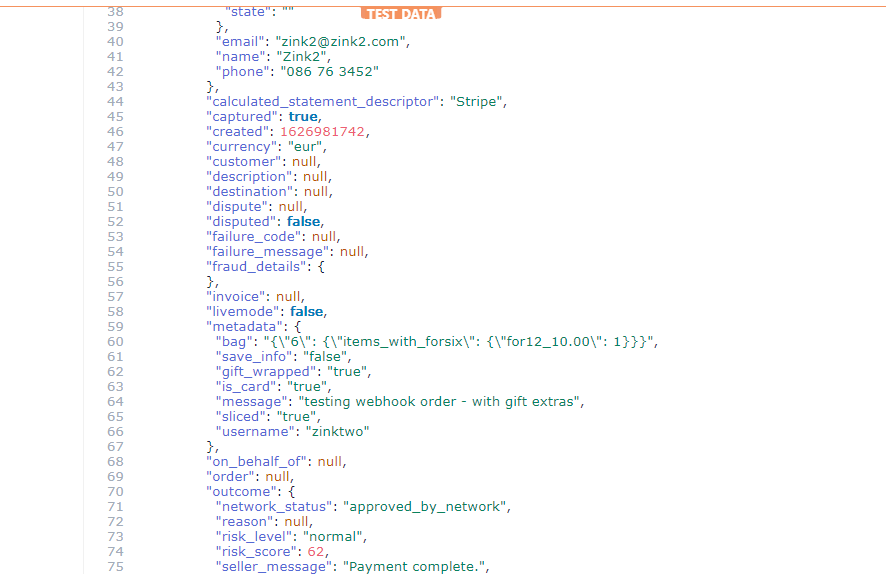 TEST DATA
38 "state": ""
39 },
40 "email": "zink2@zink2.com",
41 "name": "Zink2",
42 "phone": "086 76 3452"
43 },
44 "calculated_statement_descriptor": "Stripe",
45 "captured": true,
46 "created": 1626981742,
47 "currency": "eur",
48 "customer": null,
49 "description": null,
50 "destination": null,
51 "dispute": null,
52 "disputed": false,
53 "failure_code": null,
54 "failure_message": null,
55 "fraud_details": {
56 },
57 "invoice": null,
58 "livemode": false,
59 "metadata": {
60 "bag": "{\"6\": {\"items_with_forsix\": {\"for12_10.00\": 1}}}",
61 "save_info": "false",
62 "gift_wrapped": "true",
63 "is_card": "true",
64 "message": "testing webhook order - with gift extras",
65 "sliced": "true",
66 "username": "zinktwo"
67 },
68 "on_behalf_of": null,
69 "order": null,
70 "outcome": {
71 "network_status": "approved_by_network",
72 "reason": null,
73 "risk_level": "normal",
74 "risk_score": 62,
75 "seller_message": "Payment complete.",